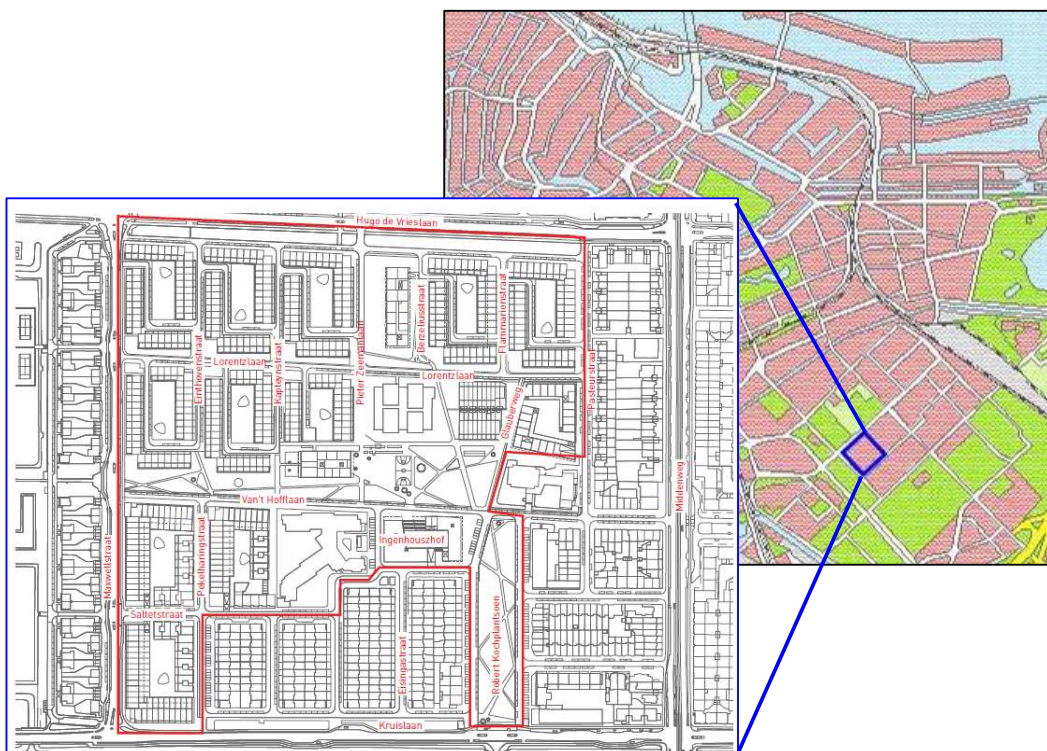 Hugo de Vrieslaan
Einthovenstraat
Lorentzlaan
Kapteynstraat
Pieter Zeemanlaan
Berzeliusstraat
Flammarionstraat
Lorentzlaan
Glauberweg
Pasteurstraat
Middenweg
Van't Hofflaan
Ingenhouszhof
Maxwellstraat
Pekelharingstraat
Saltetstraat
Eisingastraat
Robert Kochplantsoen
Kruislaan